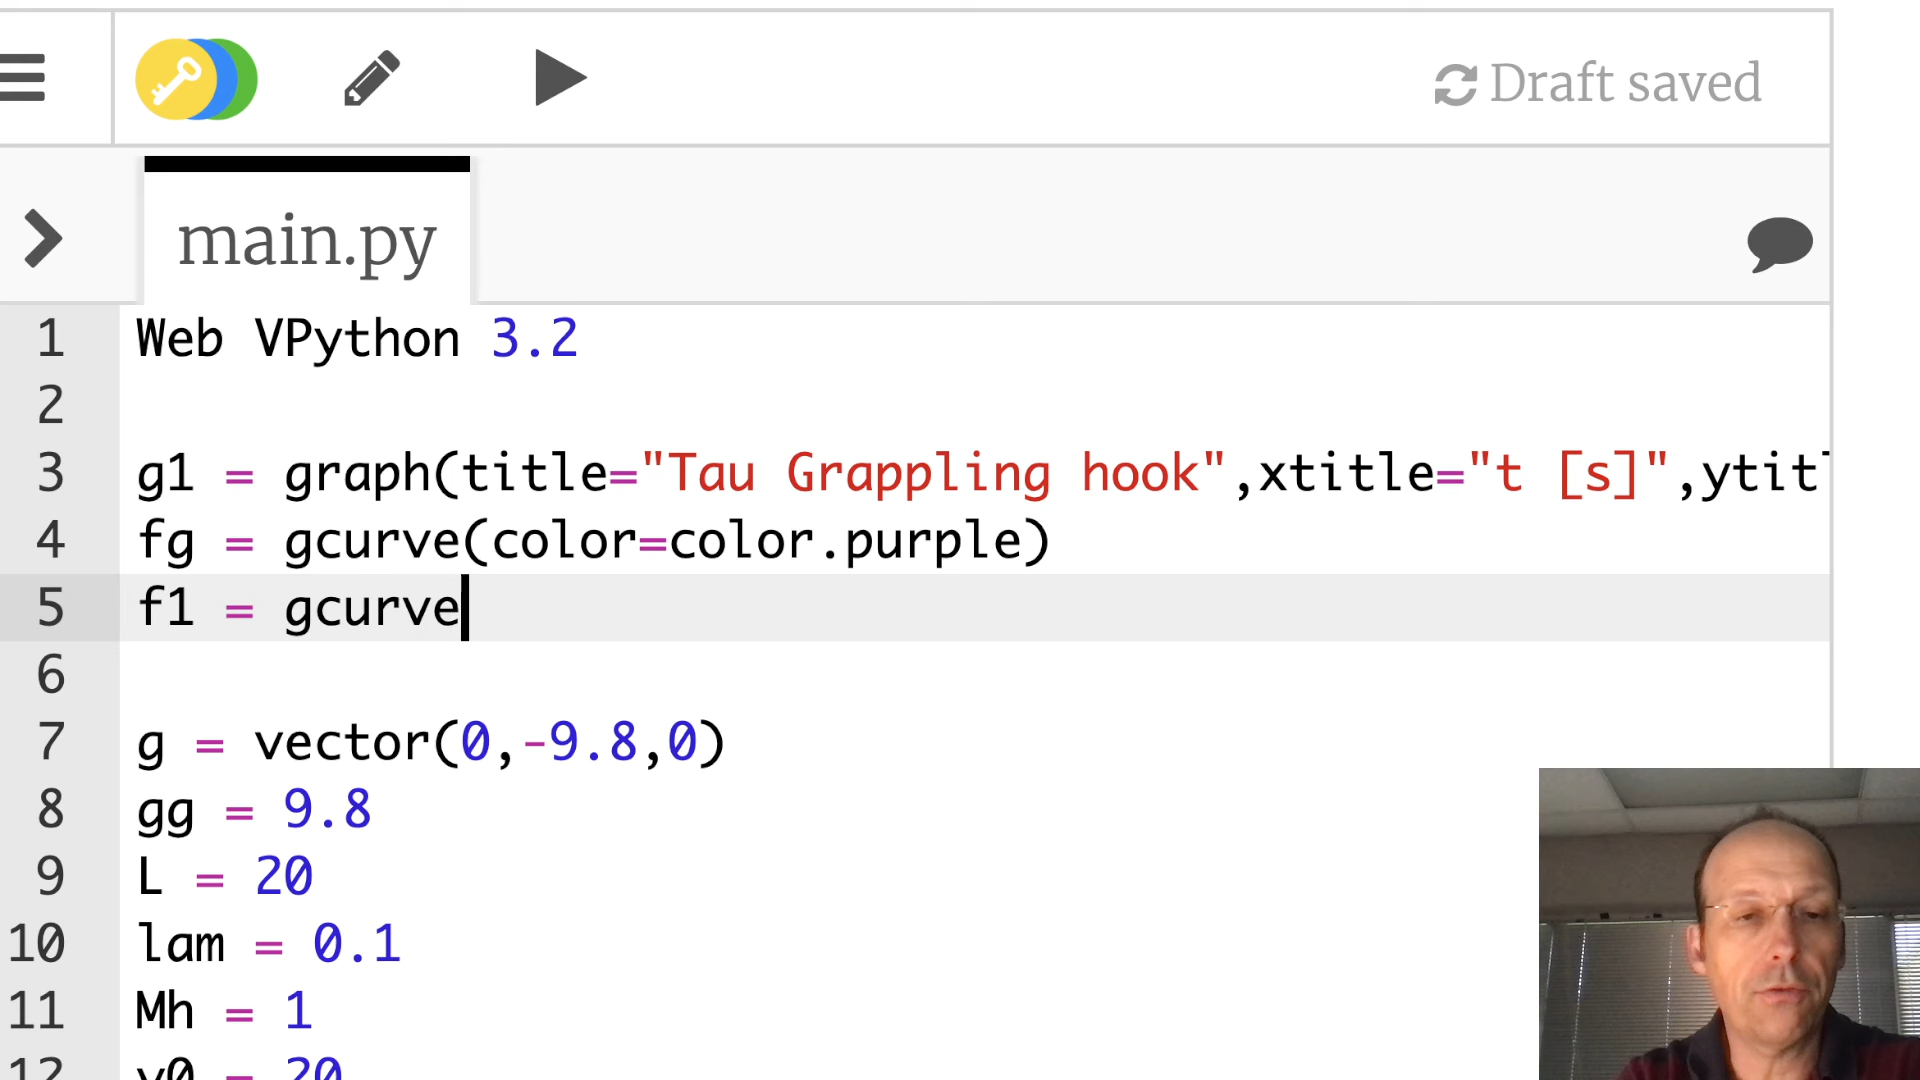 Draft saved
main.py
1 Web VPython 3.2
2
3 g1 = graph(title="Tau Grappling hook",xtitle="t [s]",ytit
4 fg = gcurve(color=color.purple)
5 f1 = gcurve
6
7 g = vector(0,-9.8,0)
8 gg = 9.8
9 L = 20
10 lam = 0.1
11 Mh = 1
12 v0 = 20